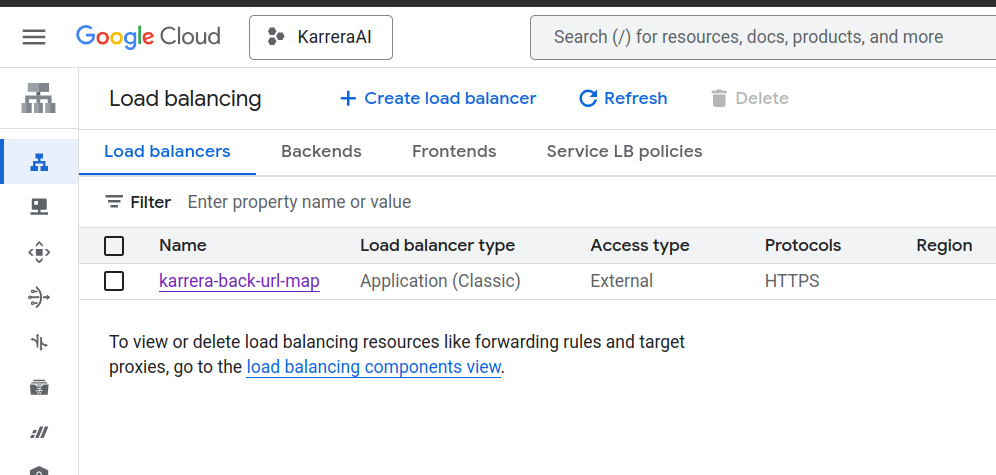 Google Cloud KarreraAI Search (/) for resources, docs, products, and more
Load balancing Create load balancer Refresh Delete
Load balancers Backends Frontends Service LB policies
Filter Enter property name or value
Name Load balancer type Access type Protocols Region
karrera-back-url-map Application (Classic) External HTTPS
To view or delete load balancing resources like forwarding rules and target
proxies, go to the load balancing components view.